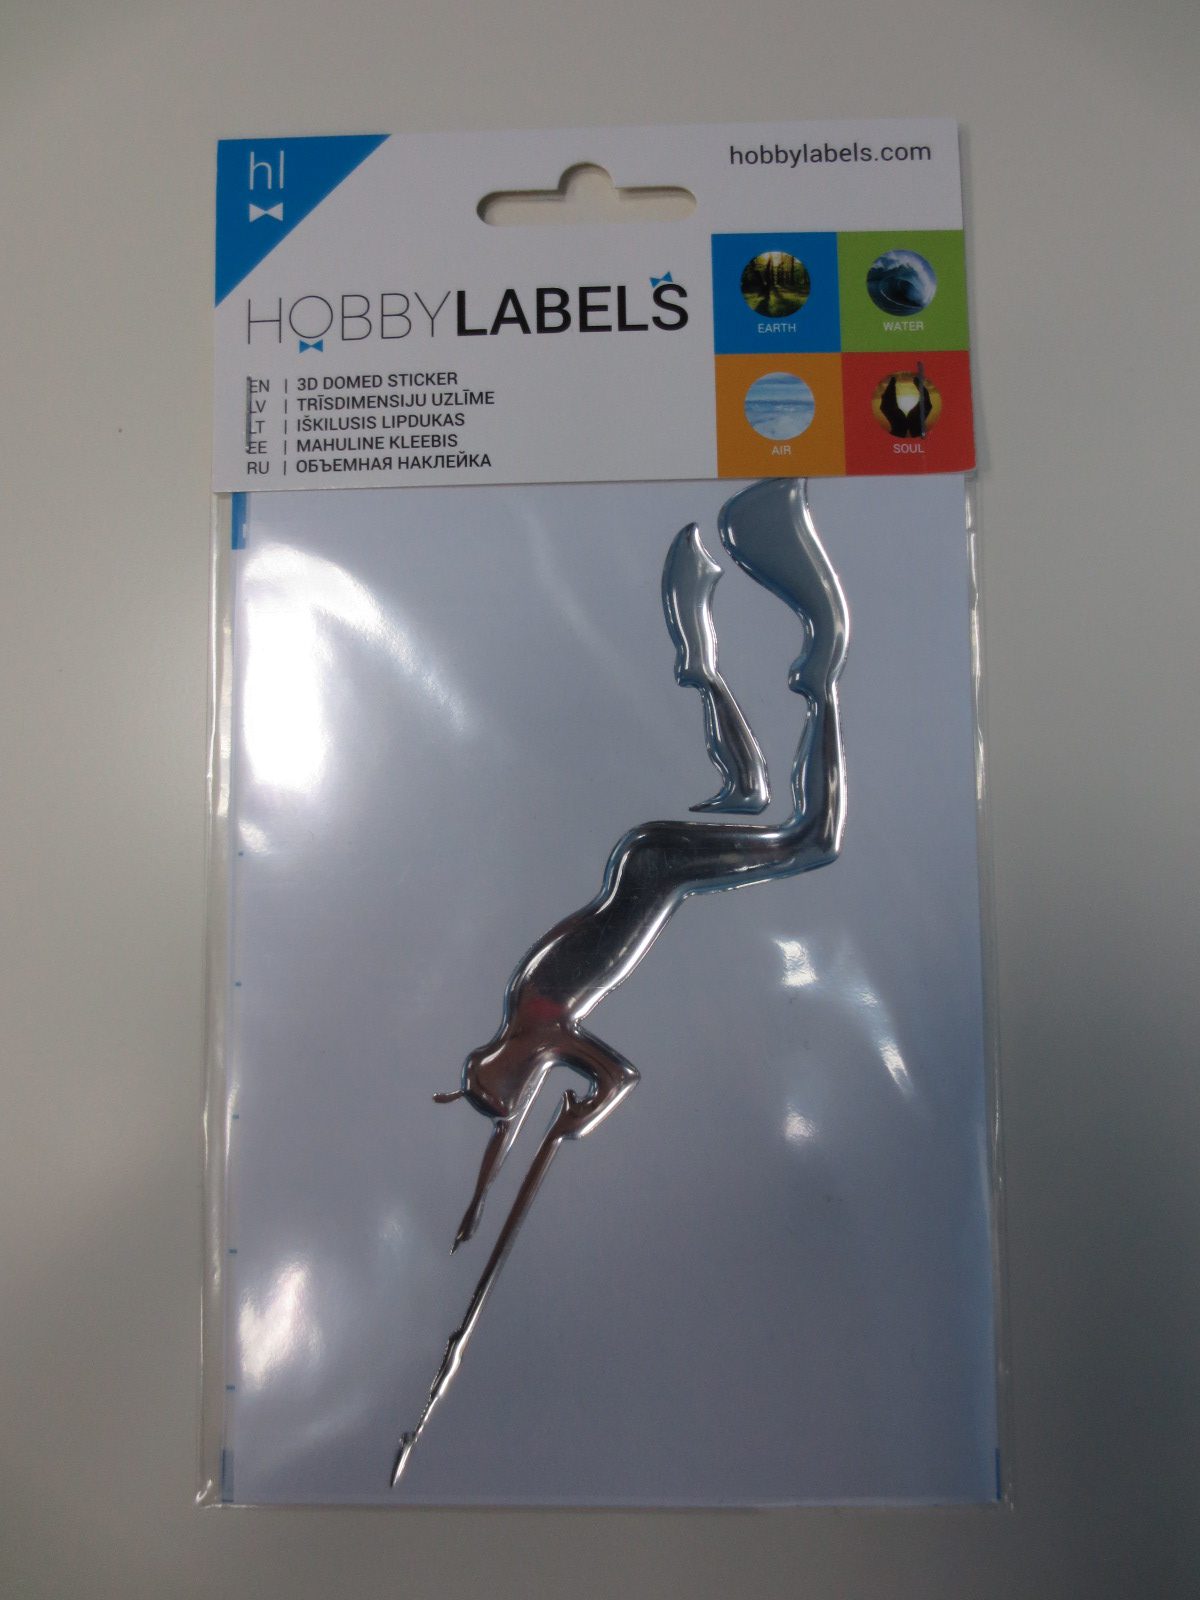 hl
hobbylabels.com
HOBBYLABELS
EARTH
WATER
AIR
SOUL
EN | 3D DOMED STICKER
LV | TRĪSDIMENSIJU UZLĪME
LT | IŠKILUSIS LIPDUKAS
EE | MAHULINE KLEEBIS
RU | ОБЪЕМНАЯ НАКЛЕЙКА